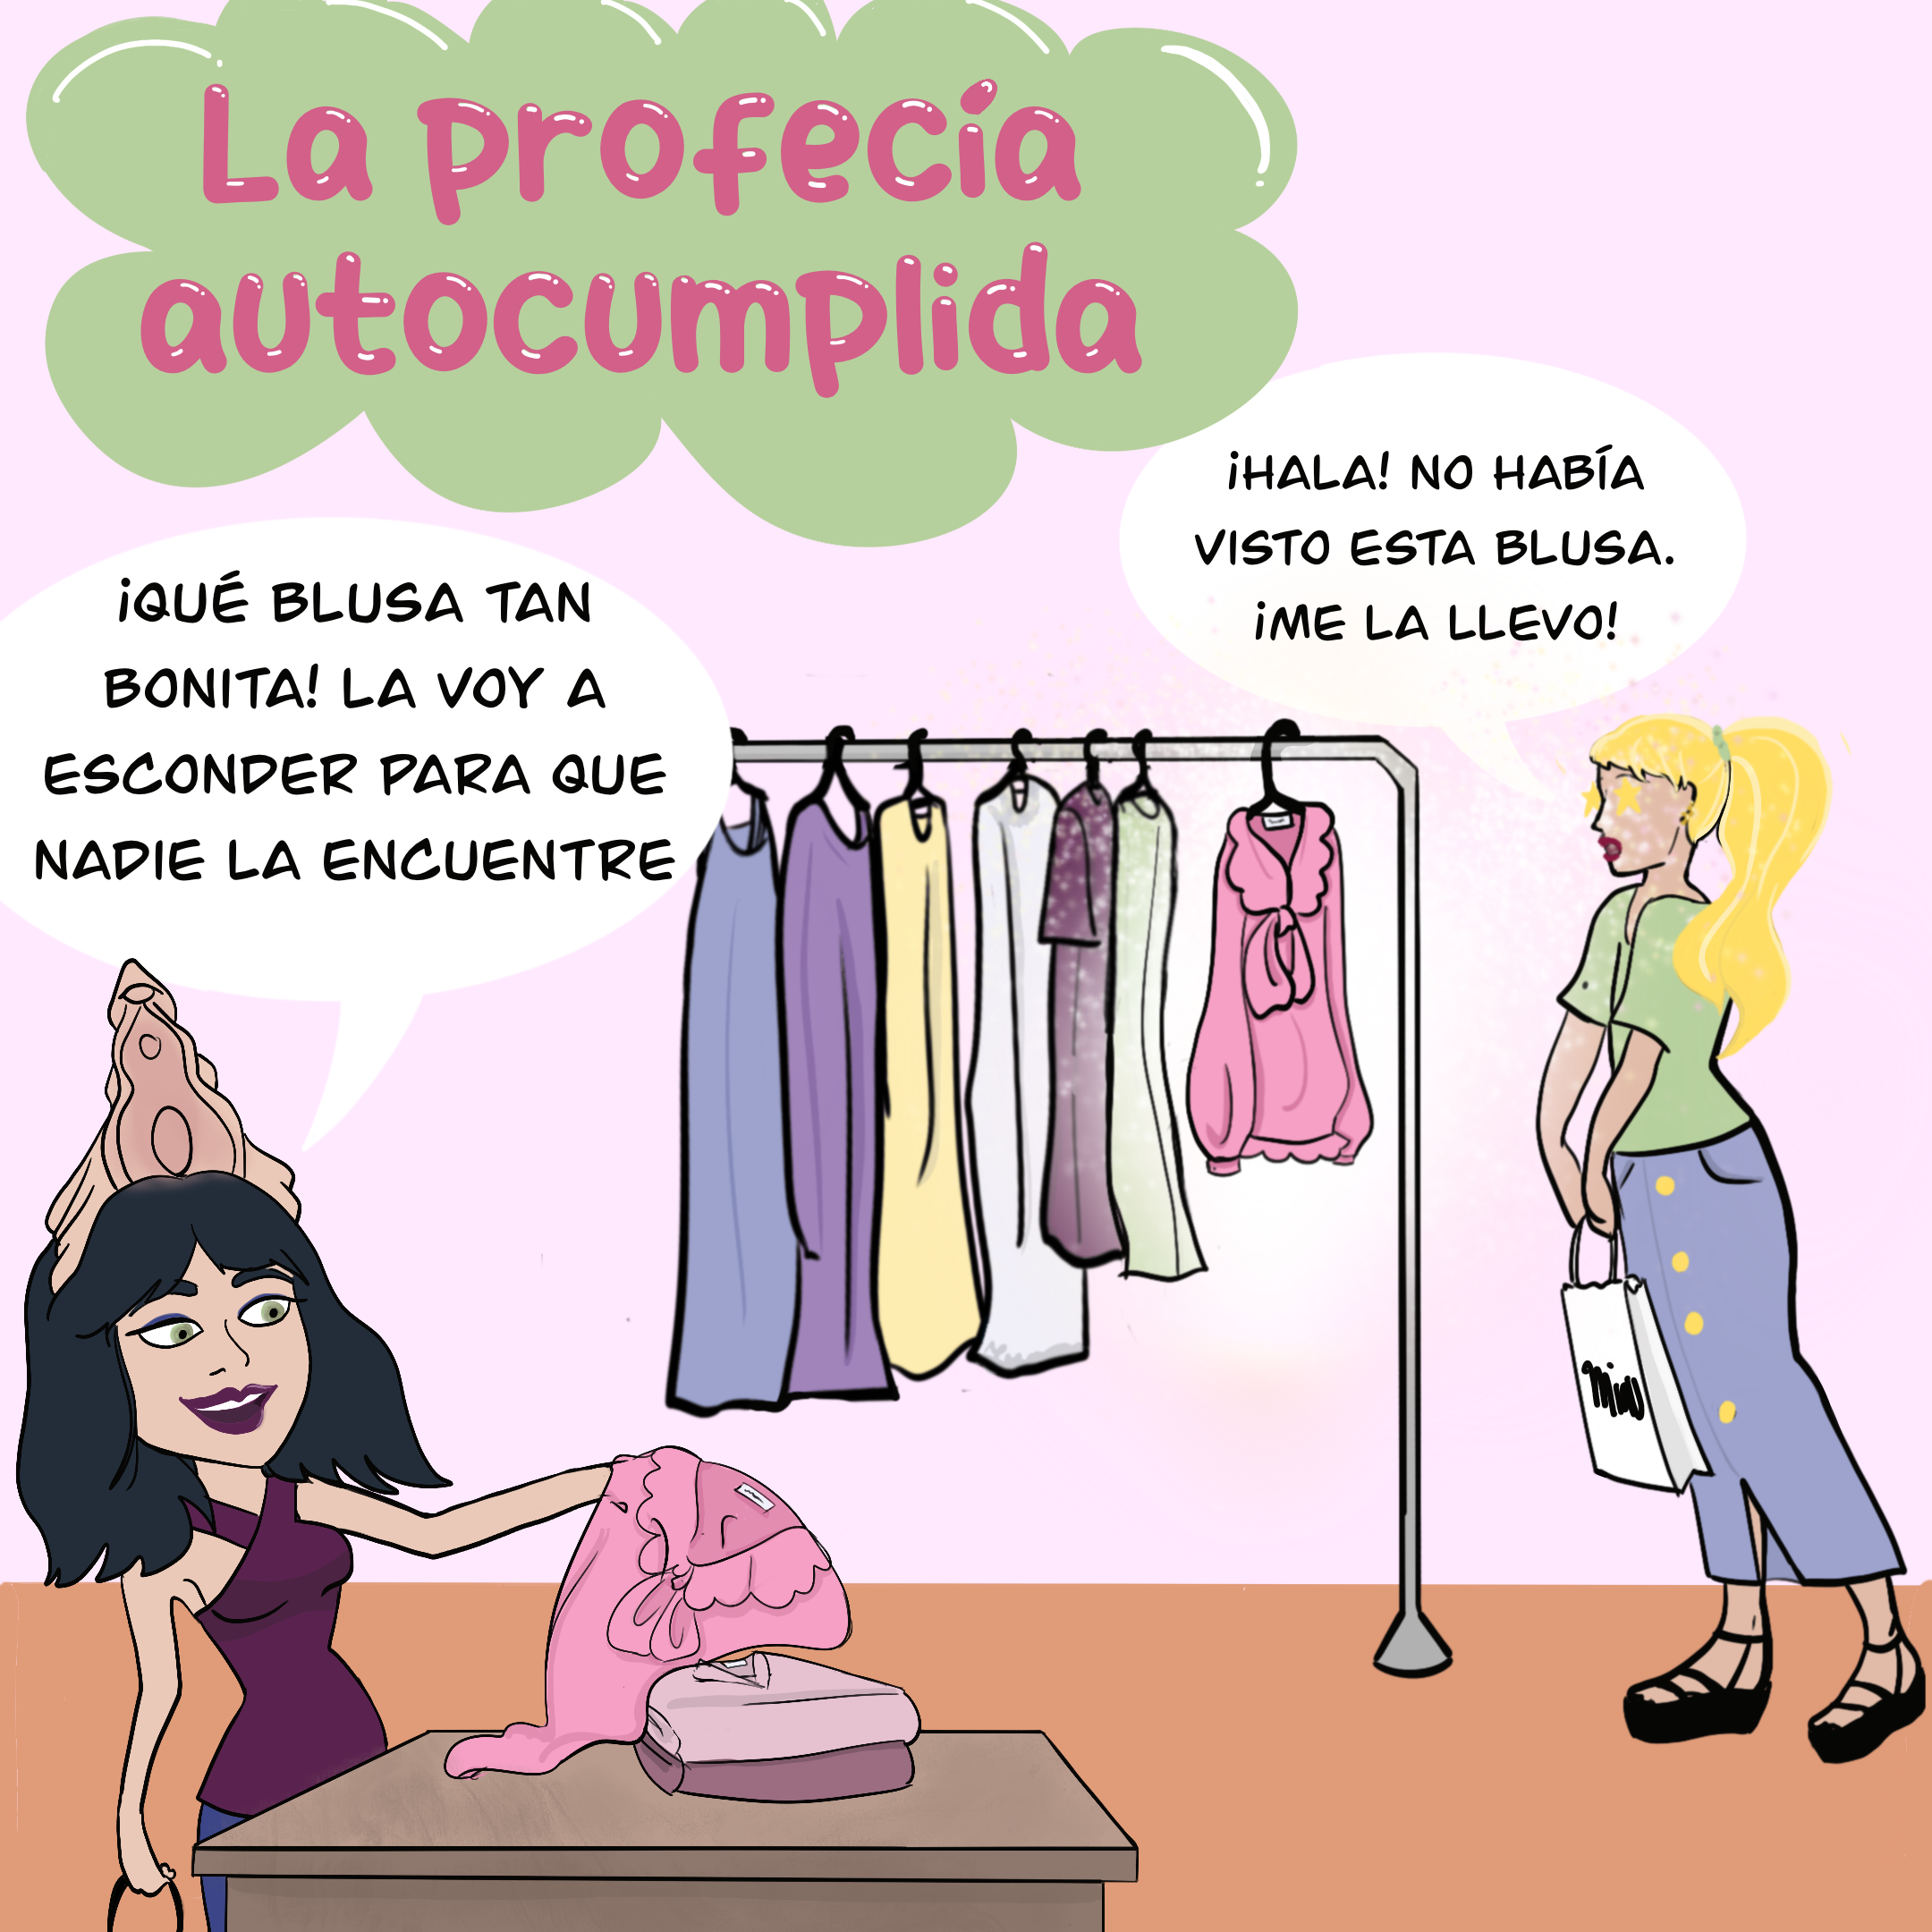 La profecía
autocumplida
¡HALA! NO HABÍA
VISTO ESTA BLUSA.
¡ME LA LLEVO!
¡QUÉ BLUSA TAN
BONITA! LA VOY A
ESCONDER PARA QUE
NADIE LA ENCUENTRE